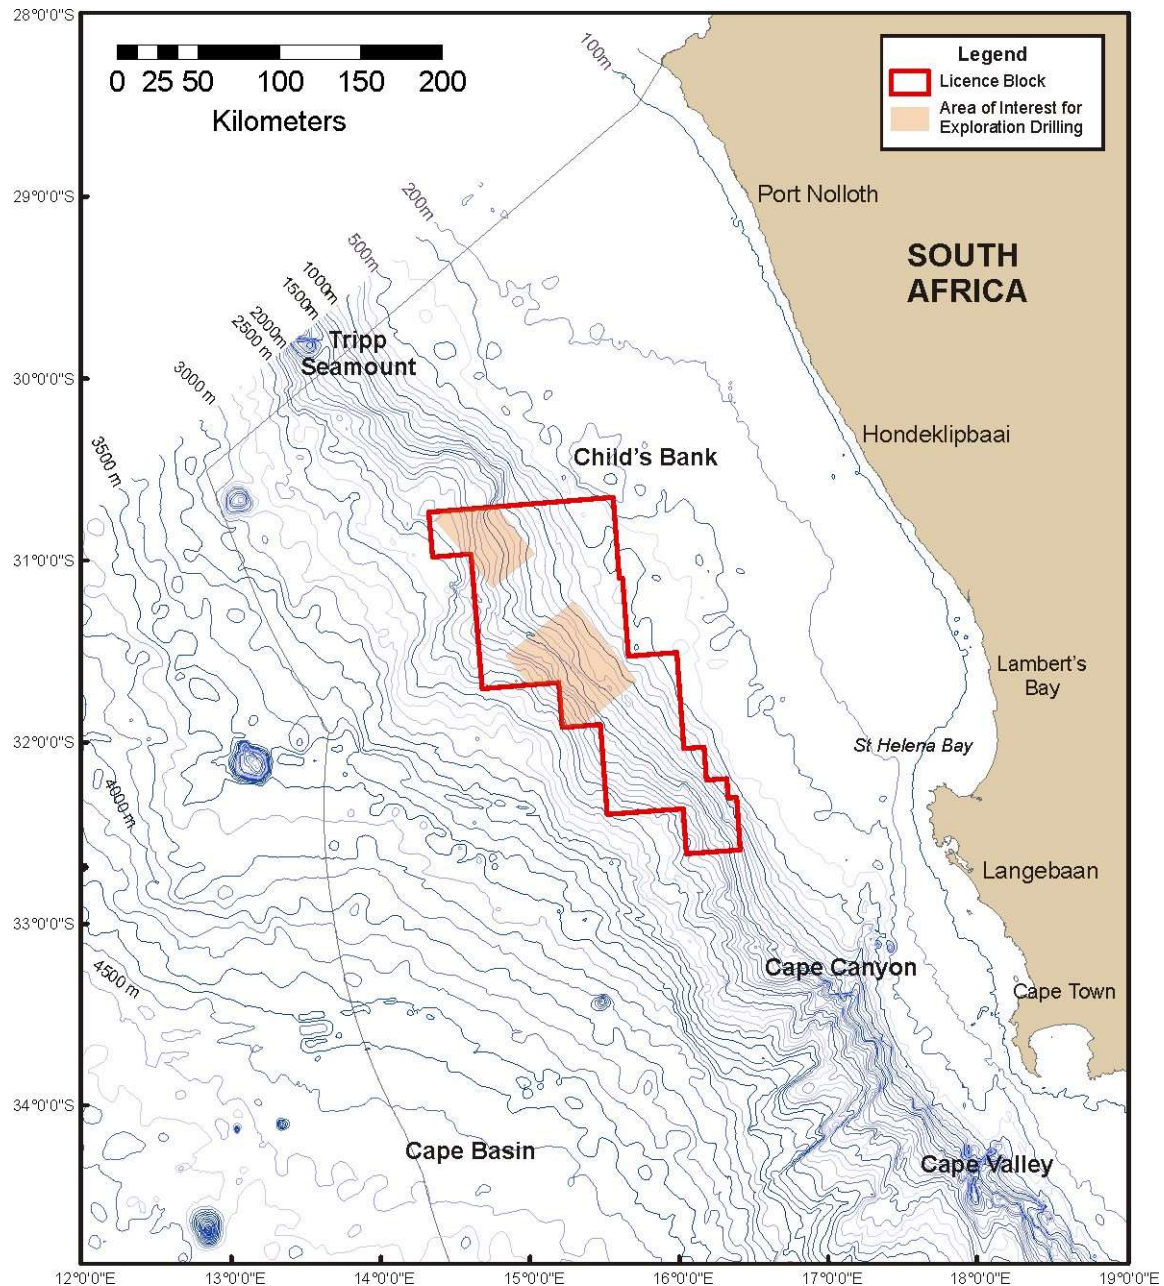 28°0'0"S
29°0'0"S
30°0'0"S
31°0'0"S
32°0'0"S
33°0'0"S
34°0'0"S
0 25 50 100 150 200
Kilometers
Legend
Licence Block
Area of Interest for
Exploration Drilling
100m
200m
500m
1000m
1500m
2000m
2500 m
3000 m
3500 m
4000 m
4500 m
Port Nolloth
SOUTH
AFRICA
Tripp
Seamount
Hondeklipbaai
Child's Bank
Lambert's
Bay
St Helena Bay
Langebaan
Cape Canyon
Cape Town
Cape Basin
Cape Valley
12°0'0"E
13°0'0"E
14°0'0"E
15°0'0"E
16°0'0"E
17°0'0"E
18°0'0"E
19°0'0"E